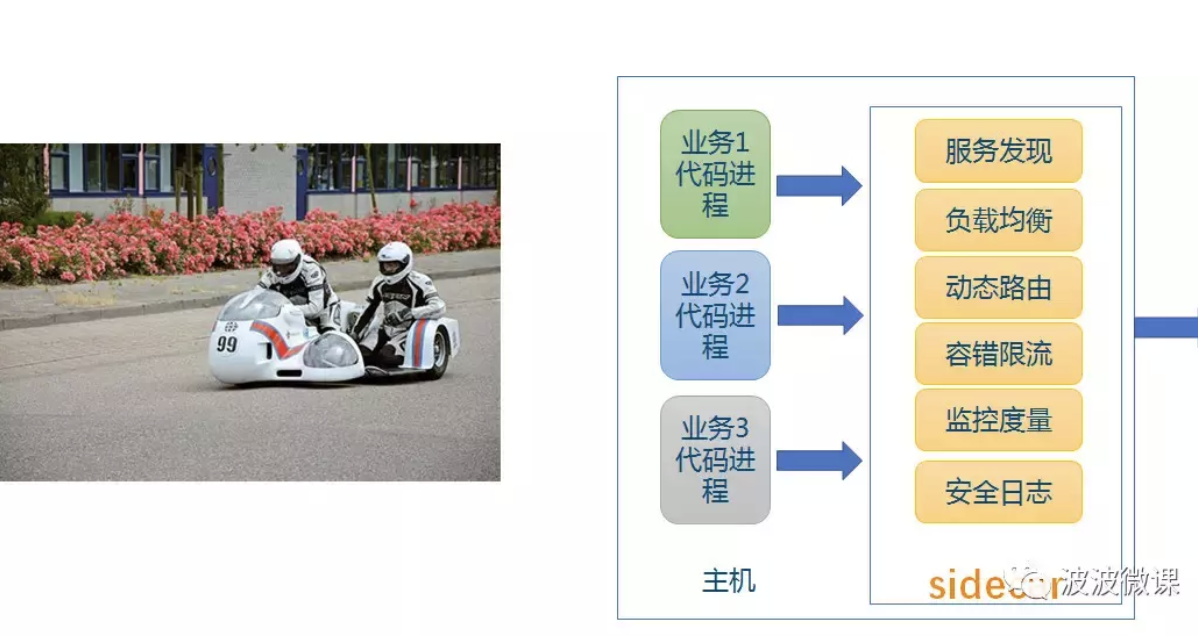 99
业务1
代码进
程
业务2
代码进
程
业务3
代码进
程
主机
服务发现
负载均衡
动态路由
容错限流
监控度量
安全日志
sidecar
波波微课